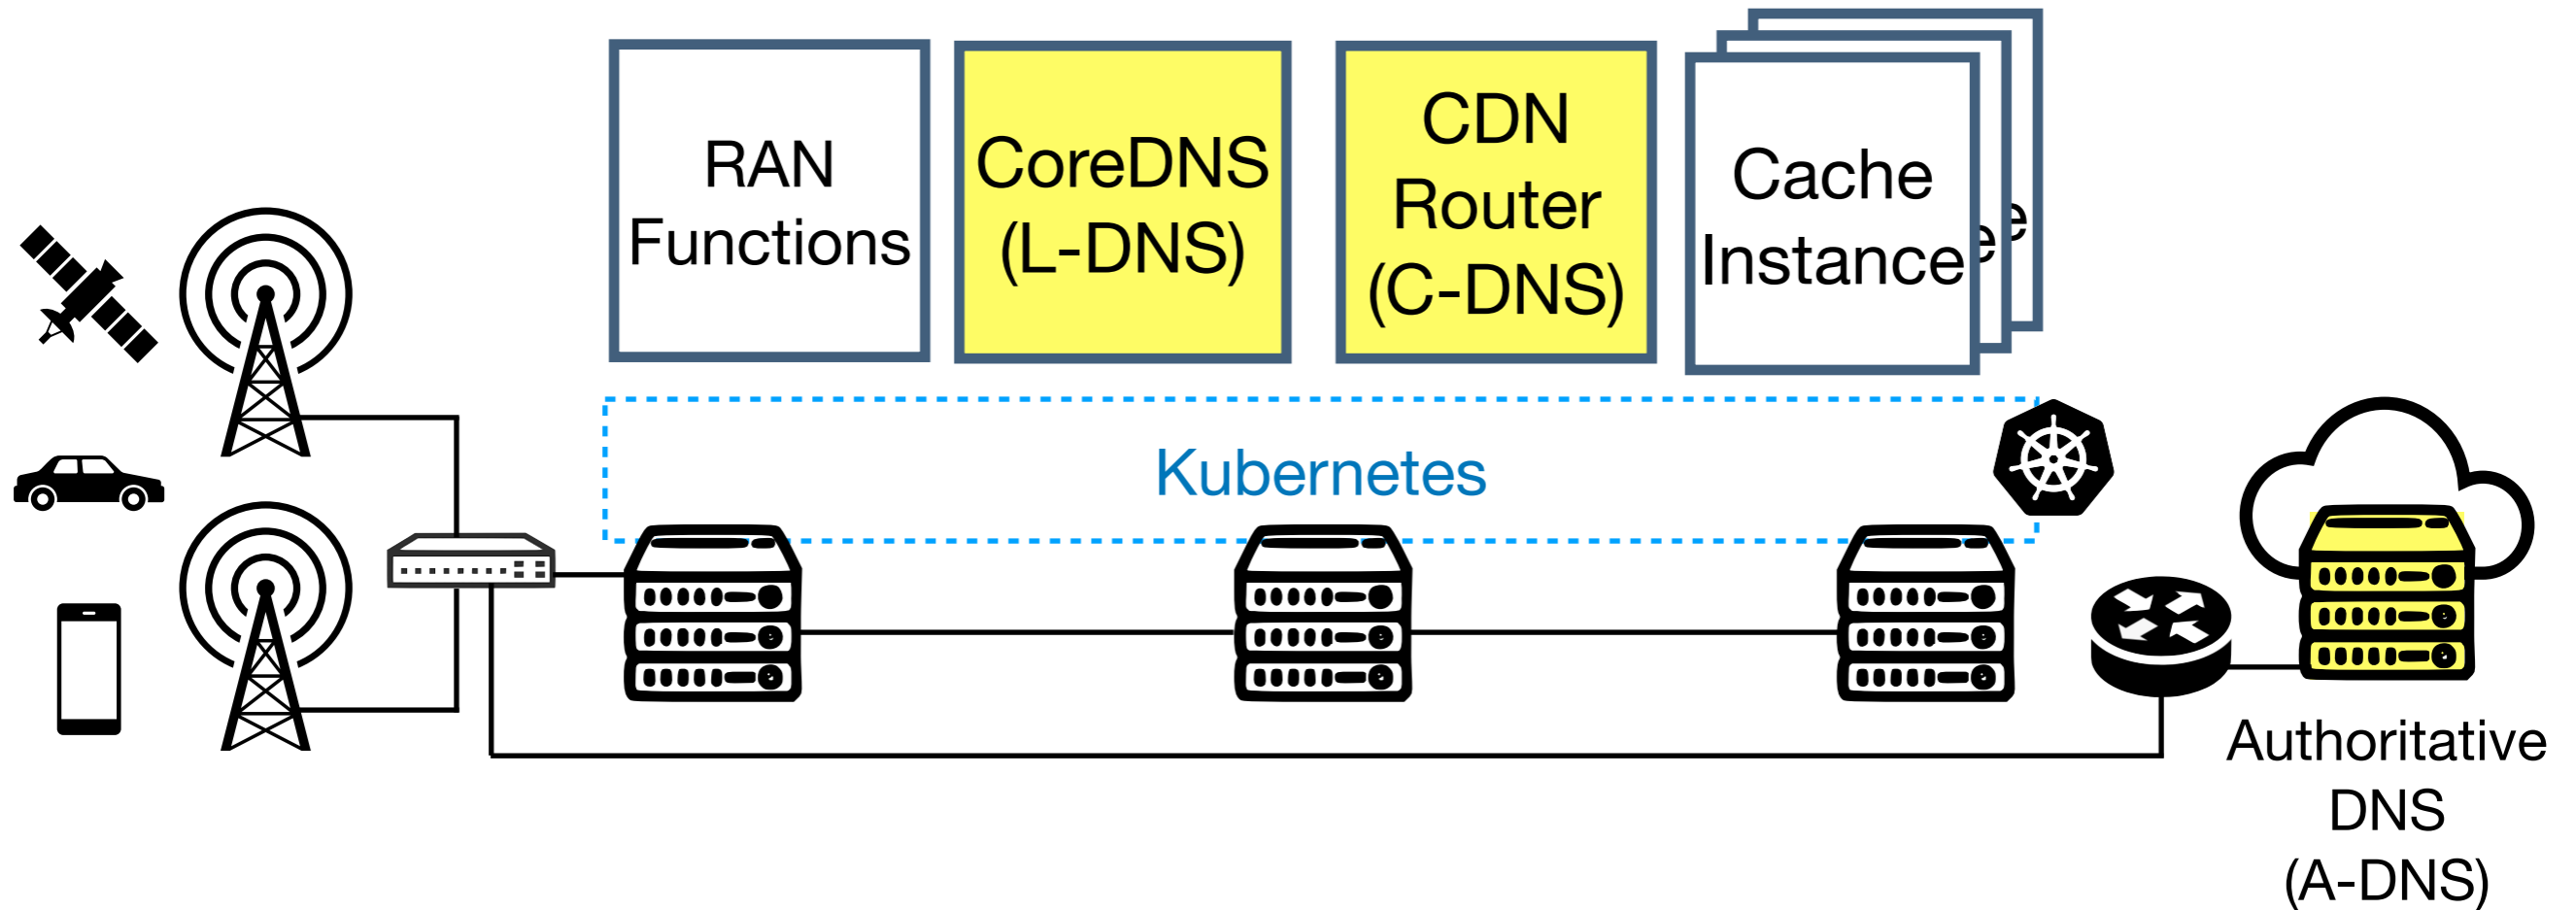 RAN
Functions
CoreDNS
(L-DNS)
CDN
Router
(C-DNS)
Cache
Instance
e
e
Kubernetes
Authoritative
DNS
(A-DNS)